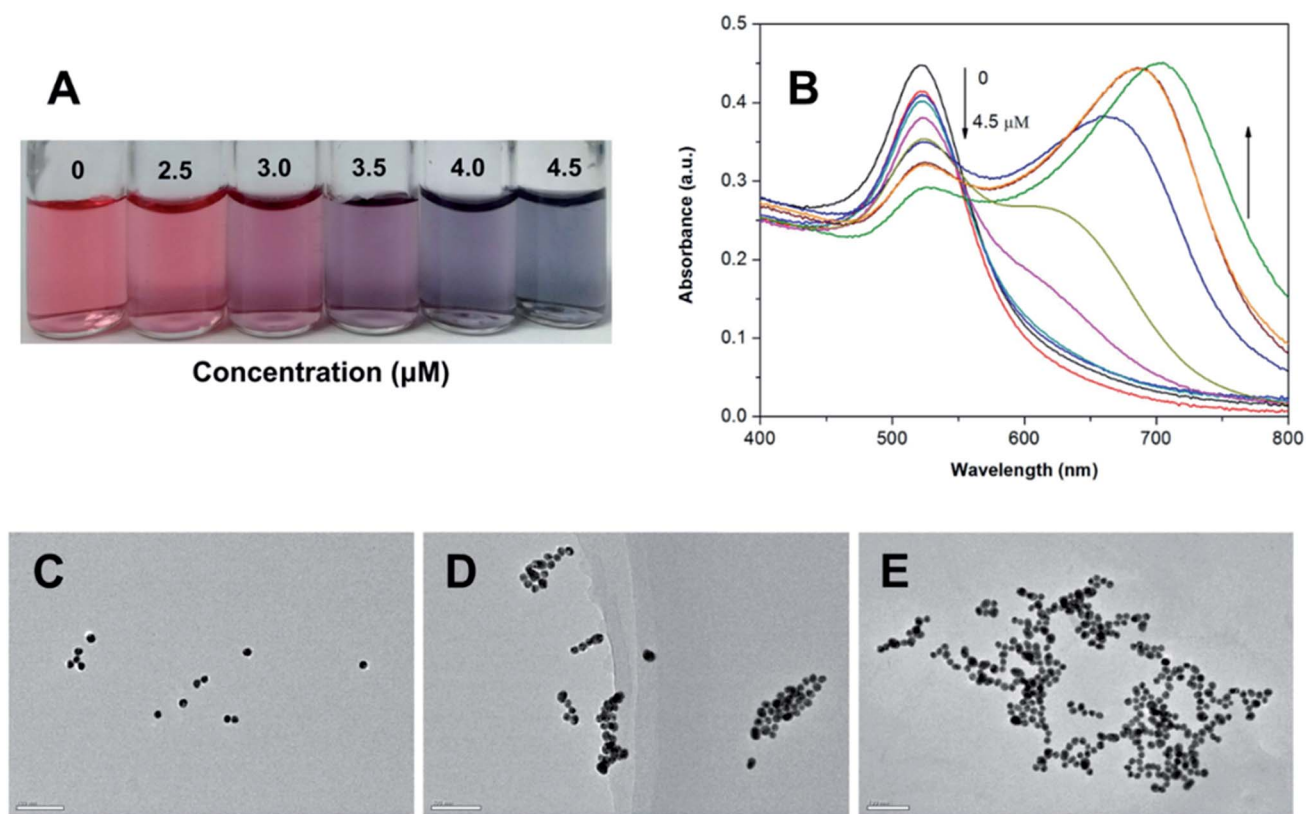 A
0 2.5 3.0 3.5 4.0 4.5
Concentration (µM)
B
0
4.5 µM
0.5
0.4
0.3
0.2
0.1
0.0
Absorbance (a.u.)
400 500 600 700 800
Wavelength (nm)
C
D
E